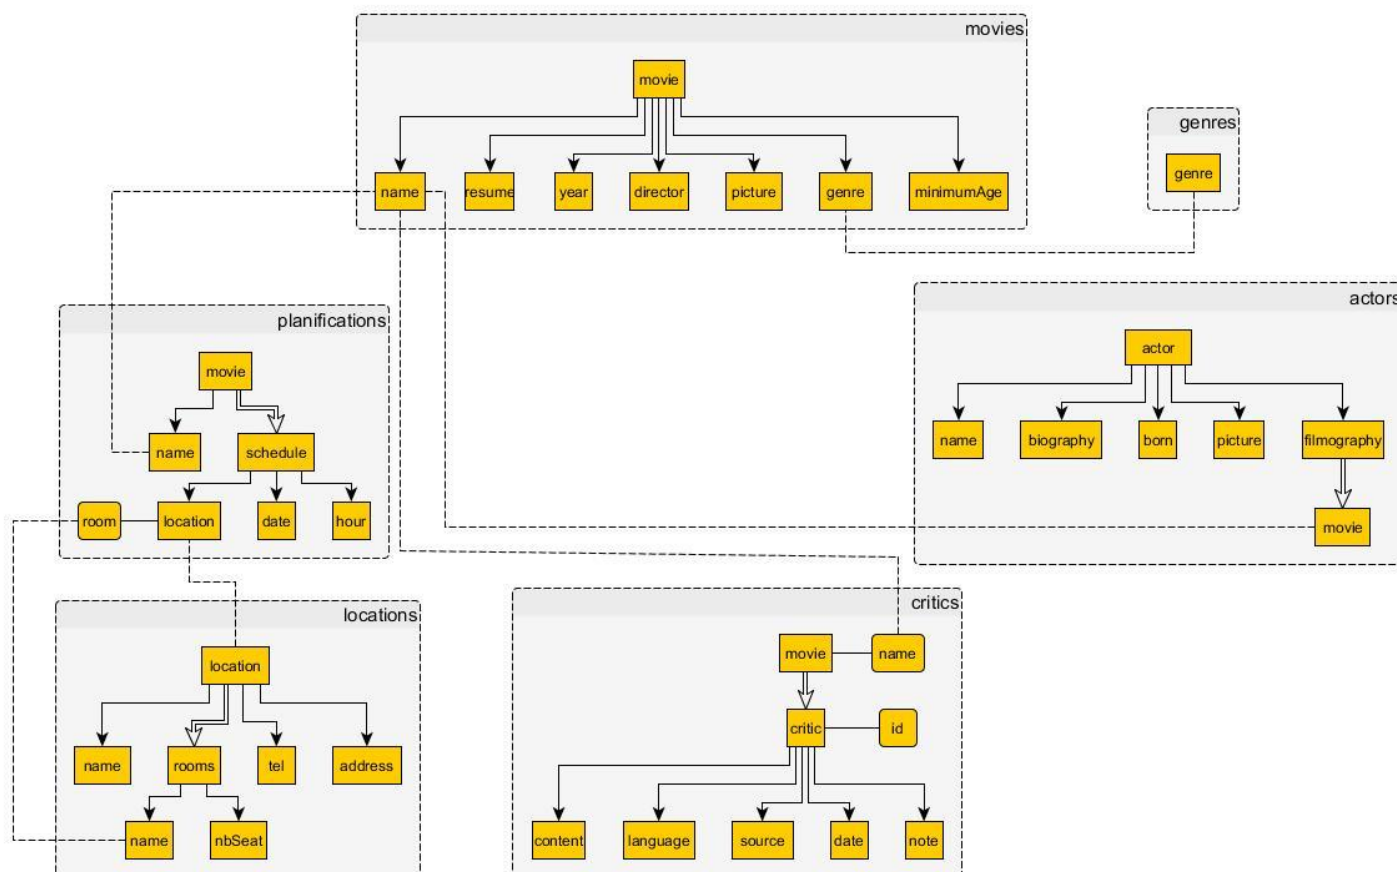 movies
movie
name
resume
year
director
picture
genre
minimumAge
genres
genre
planifications
movie
name
schedule
room
location
date
hour
actors
actor
name
biography
born
picture
filmography
movie
locations
location
name
rooms
tel
address
name
nbSeat
critics
movie
name
critic
id
content
language
source
date
note